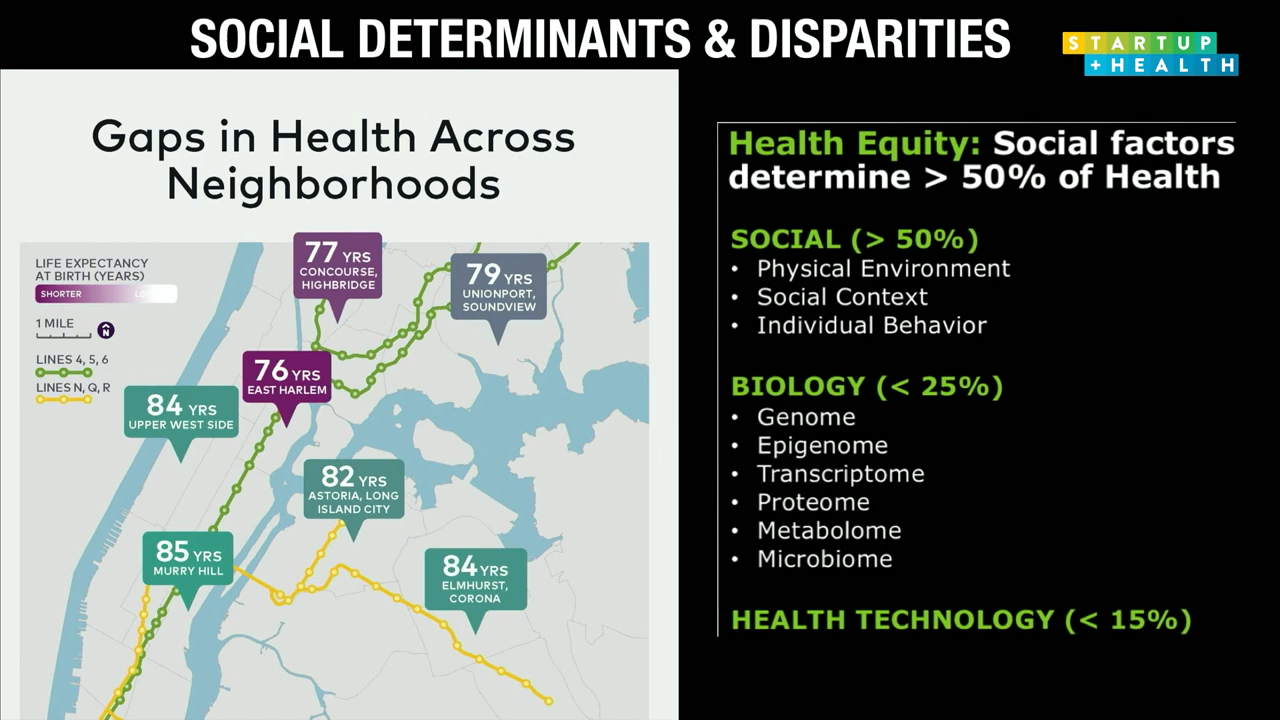 SOCIAL DETERMINANTS & DISPARITIES
STARTUP
+HEALTH
Gaps in Health Across
Neighborhoods
LIFE EXPECTANCY
AT BIRTH (YEARS)
SHORTER
1 MILE
N
LINES 4, 5, 6
LINES N, Q, R
77 YRS
CONCOURSE,
HIGHBRIDGE
79 YRS
UNIONPORT,
SOUNDVIEW
76 YRS
EAST HARLEM
84 YRS
UPPER WEST SIDE
82 YRS
ASTORIA, LONG
ISLAND CITY
85 YRS
MURRY HILL
84 YRS
ELMHURST,
CORONA
Health Equity: Social factors
determine > 50% of Health
SOCIAL (> 50%)
• Physical Environment
• Social Context
• Individual Behavior
BIOLOGY (< 25%)
• Genome
• Epigenome
• Transcriptome
• Proteome
• Metabolome
• Microbiome
HEALTH TECHNOLOGY (< 15%)